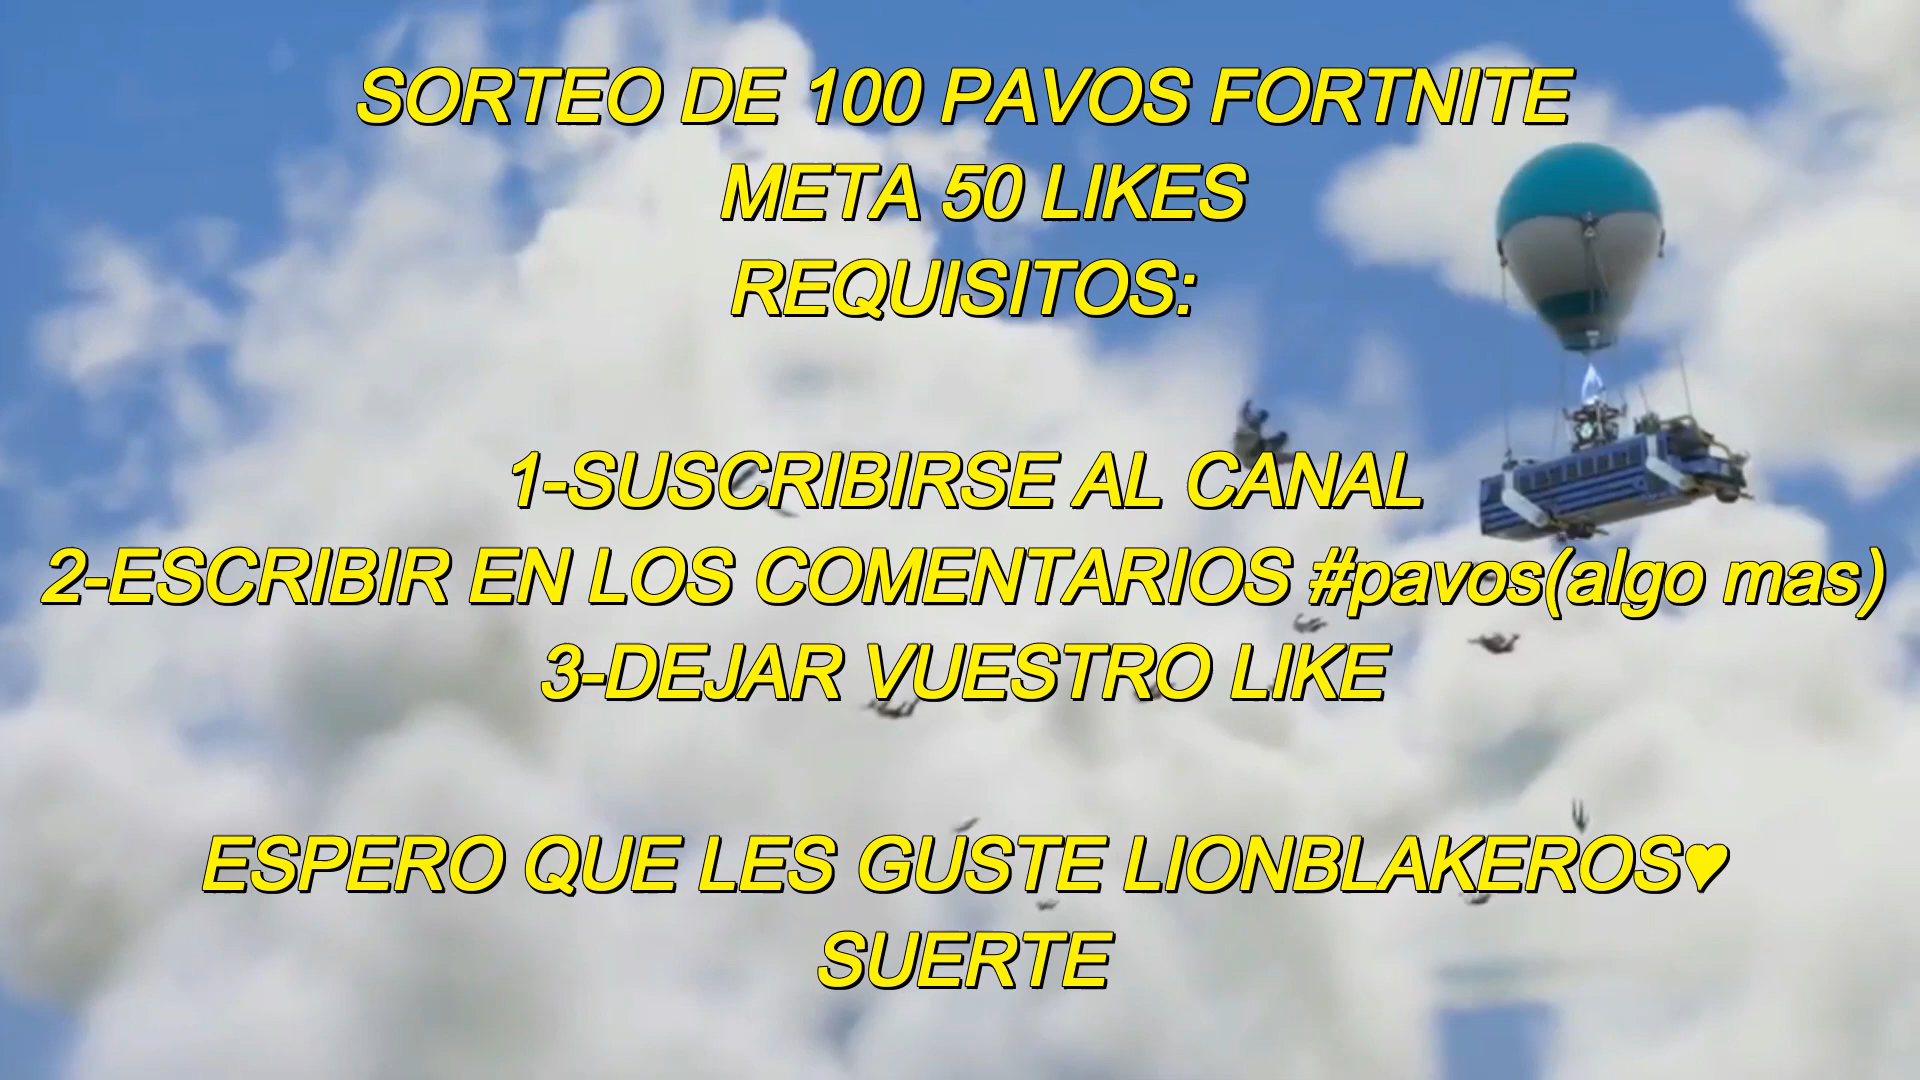 SORTEO DE 100 PAVOS FORTNITE
META 50 LIKES
REQUISITOS:
1-SUSCRIBIRSE AL CANAL
2-ESCRIBIR EN LOS COMENTARIOS #pavos(algo mas)
3-DEJAR VUESTRO LIKE
ESPERO QUE LES GUSTE LIONBLAKEROS♥
SUERTE